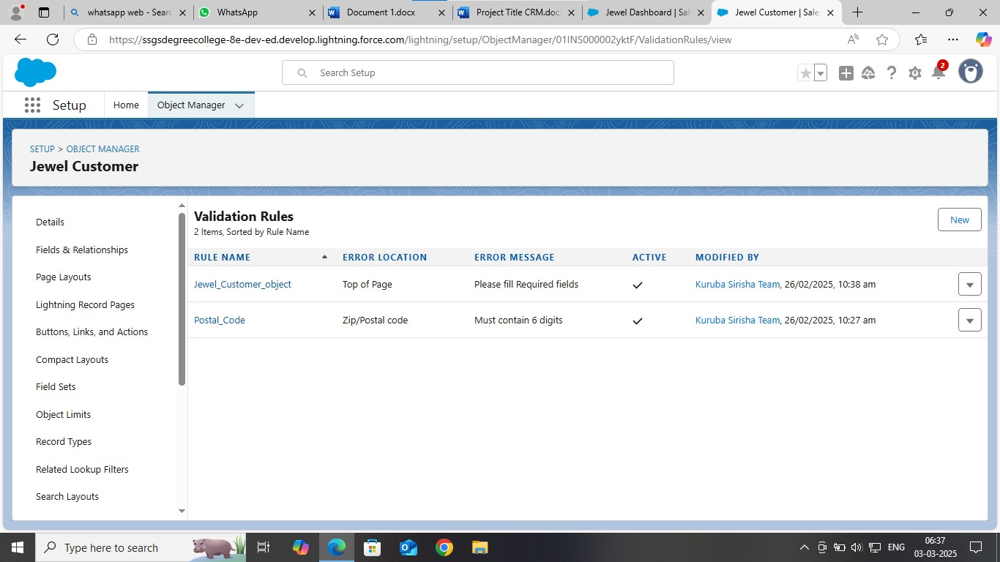 whatsapp web - Searc
WhatsApp
Document 1.docx
Project Title CRM.doc
Jewel Dashboard | Sal
Jewel Customer | Sale
https://ssgsdegreecollege-8e-dev-ed.develop.lightning.force.com/lightning/setup/ObjectManager/01INS000002yktF/ValidationRules/view
Search Setup
2
Setup
Home
Object Manager
SETUP > OBJECT MANAGER
Jewel Customer
Details
Fields & Relationships
Page Layouts
Lightning Record Pages
Buttons, Links, and Actions
Compact Layouts
Field Sets
Object Limits
Record Types
Related Lookup Filters
Search Layouts
Validation Rules
New
2 Items, Sorted by Rule Name
RULE NAME ERROR LOCATION ERROR MESSAGE ACTIVE MODIFIED BY
Jewel_Customer_object Top of Page Please fill Required fields Kuruba Sirisha Team, 26/02/2025, 10:38 am
Postal_Code Zip/Postal code Must contain 6 digits Kuruba Sirisha Team, 26/02/2025, 10:27 am
Type here to search
ENG
06:37
03-03-2025